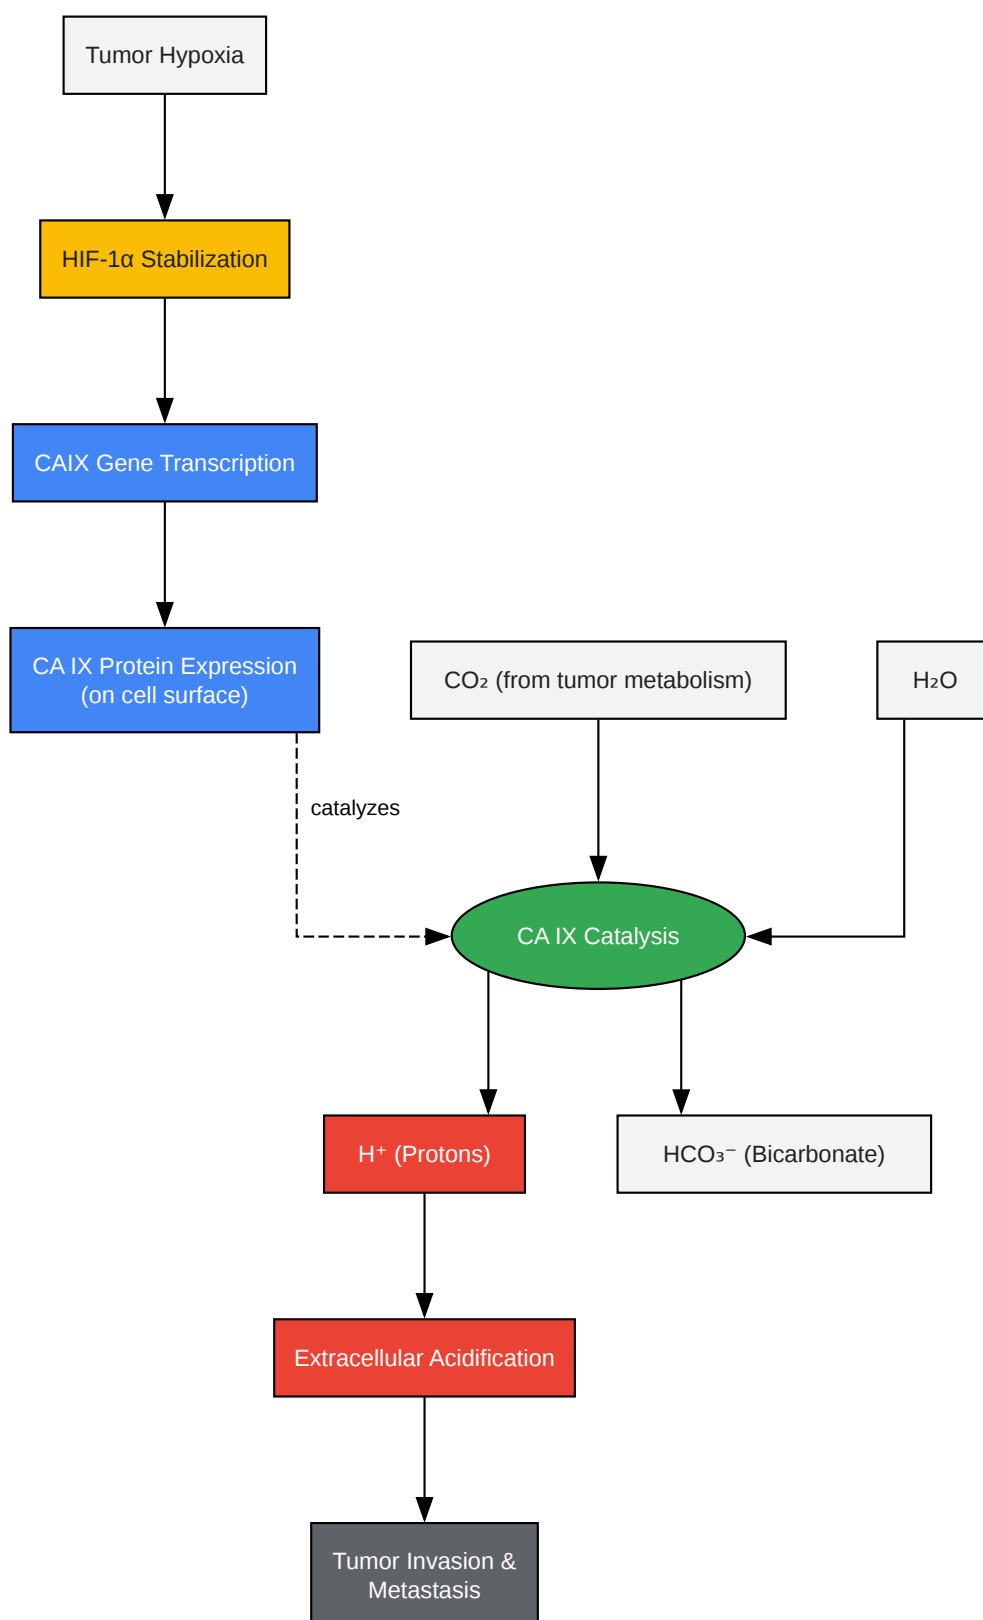 Tumor Hypoxia
HIF-1α Stabilization
CAIX Gene Transcription
CA IX Protein Expression
(on cell surface)
CO₂ (from tumor metabolism)
H₂O
catalyzes
CA IX Catalysis
H⁺ (Protons)
HCO₃⁻ (Bicarbonate)
Extracellular Acidification
Tumor Invasion &
Metastasis